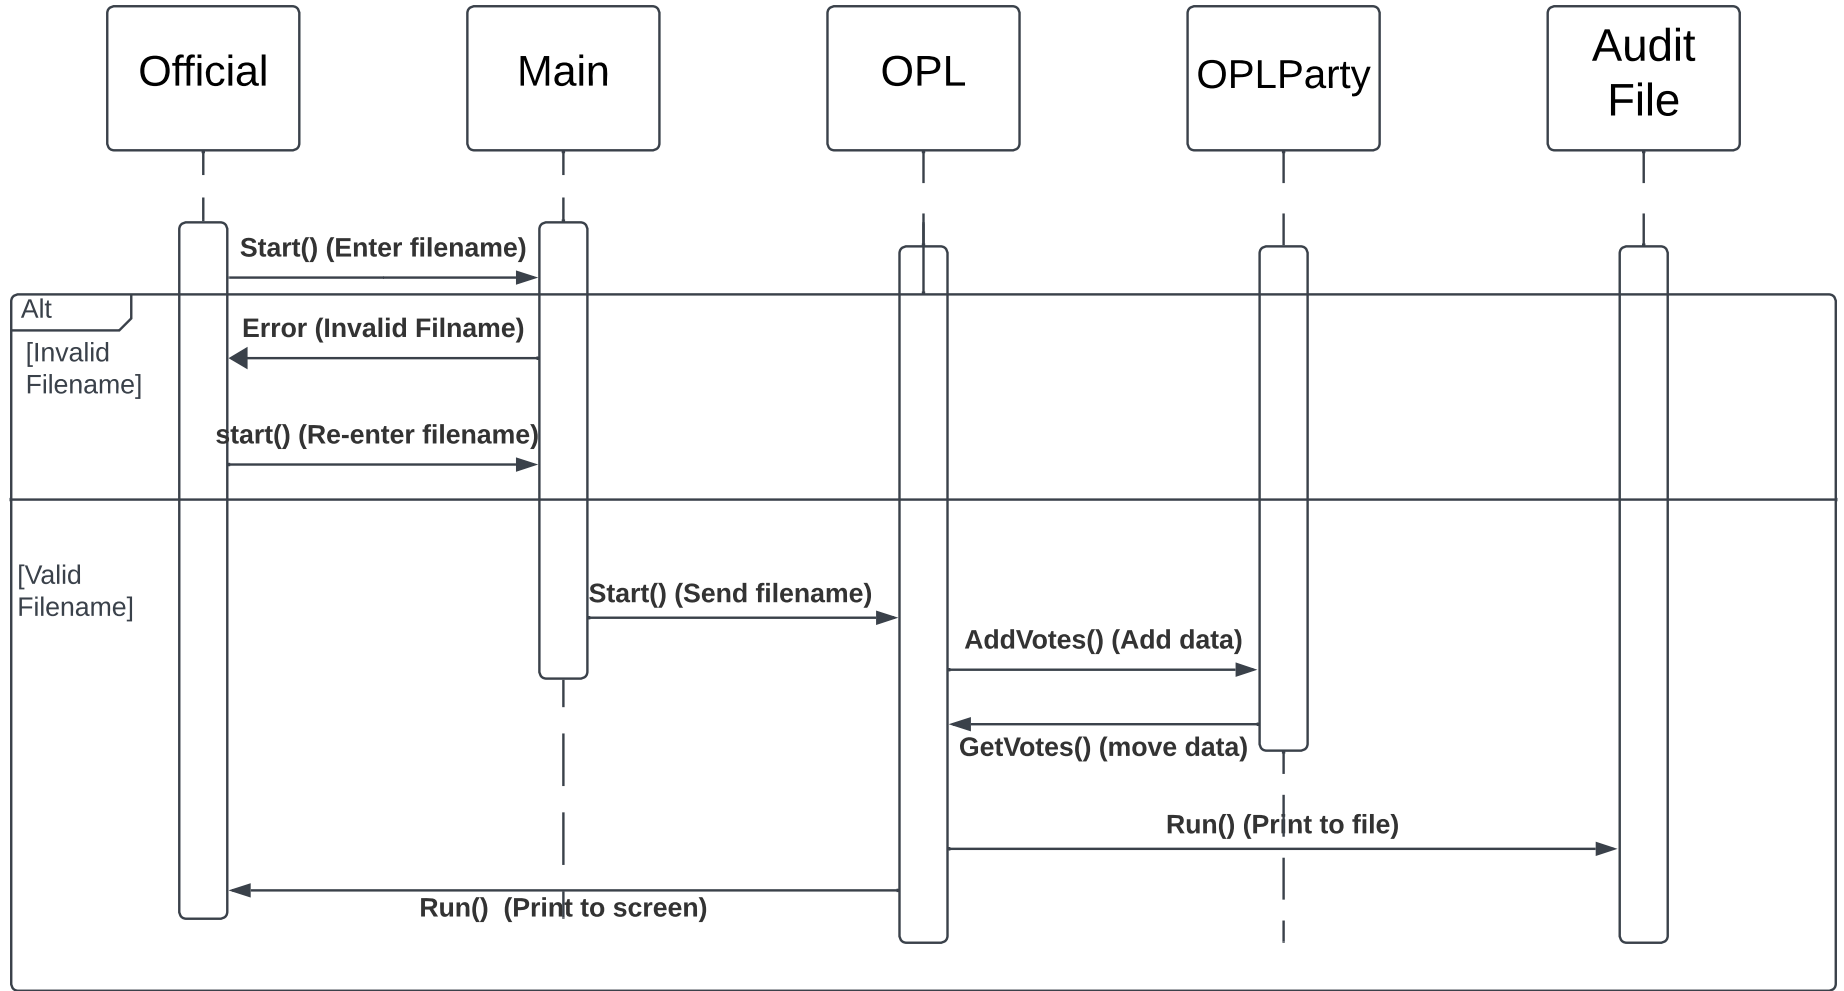 Official
Main
OPL
OPLParty
Audit
File
Start() (Enter filename)
Alt
Error (Invalid Filname)
[Invalid
Filename]
start() (Re-enter filename)
[Valid
Filename]
Start() (Send filename)
AddVotes() (Add data)
GetVotes() (move data)
Run() (Print to file)
Run()  (Print to screen)